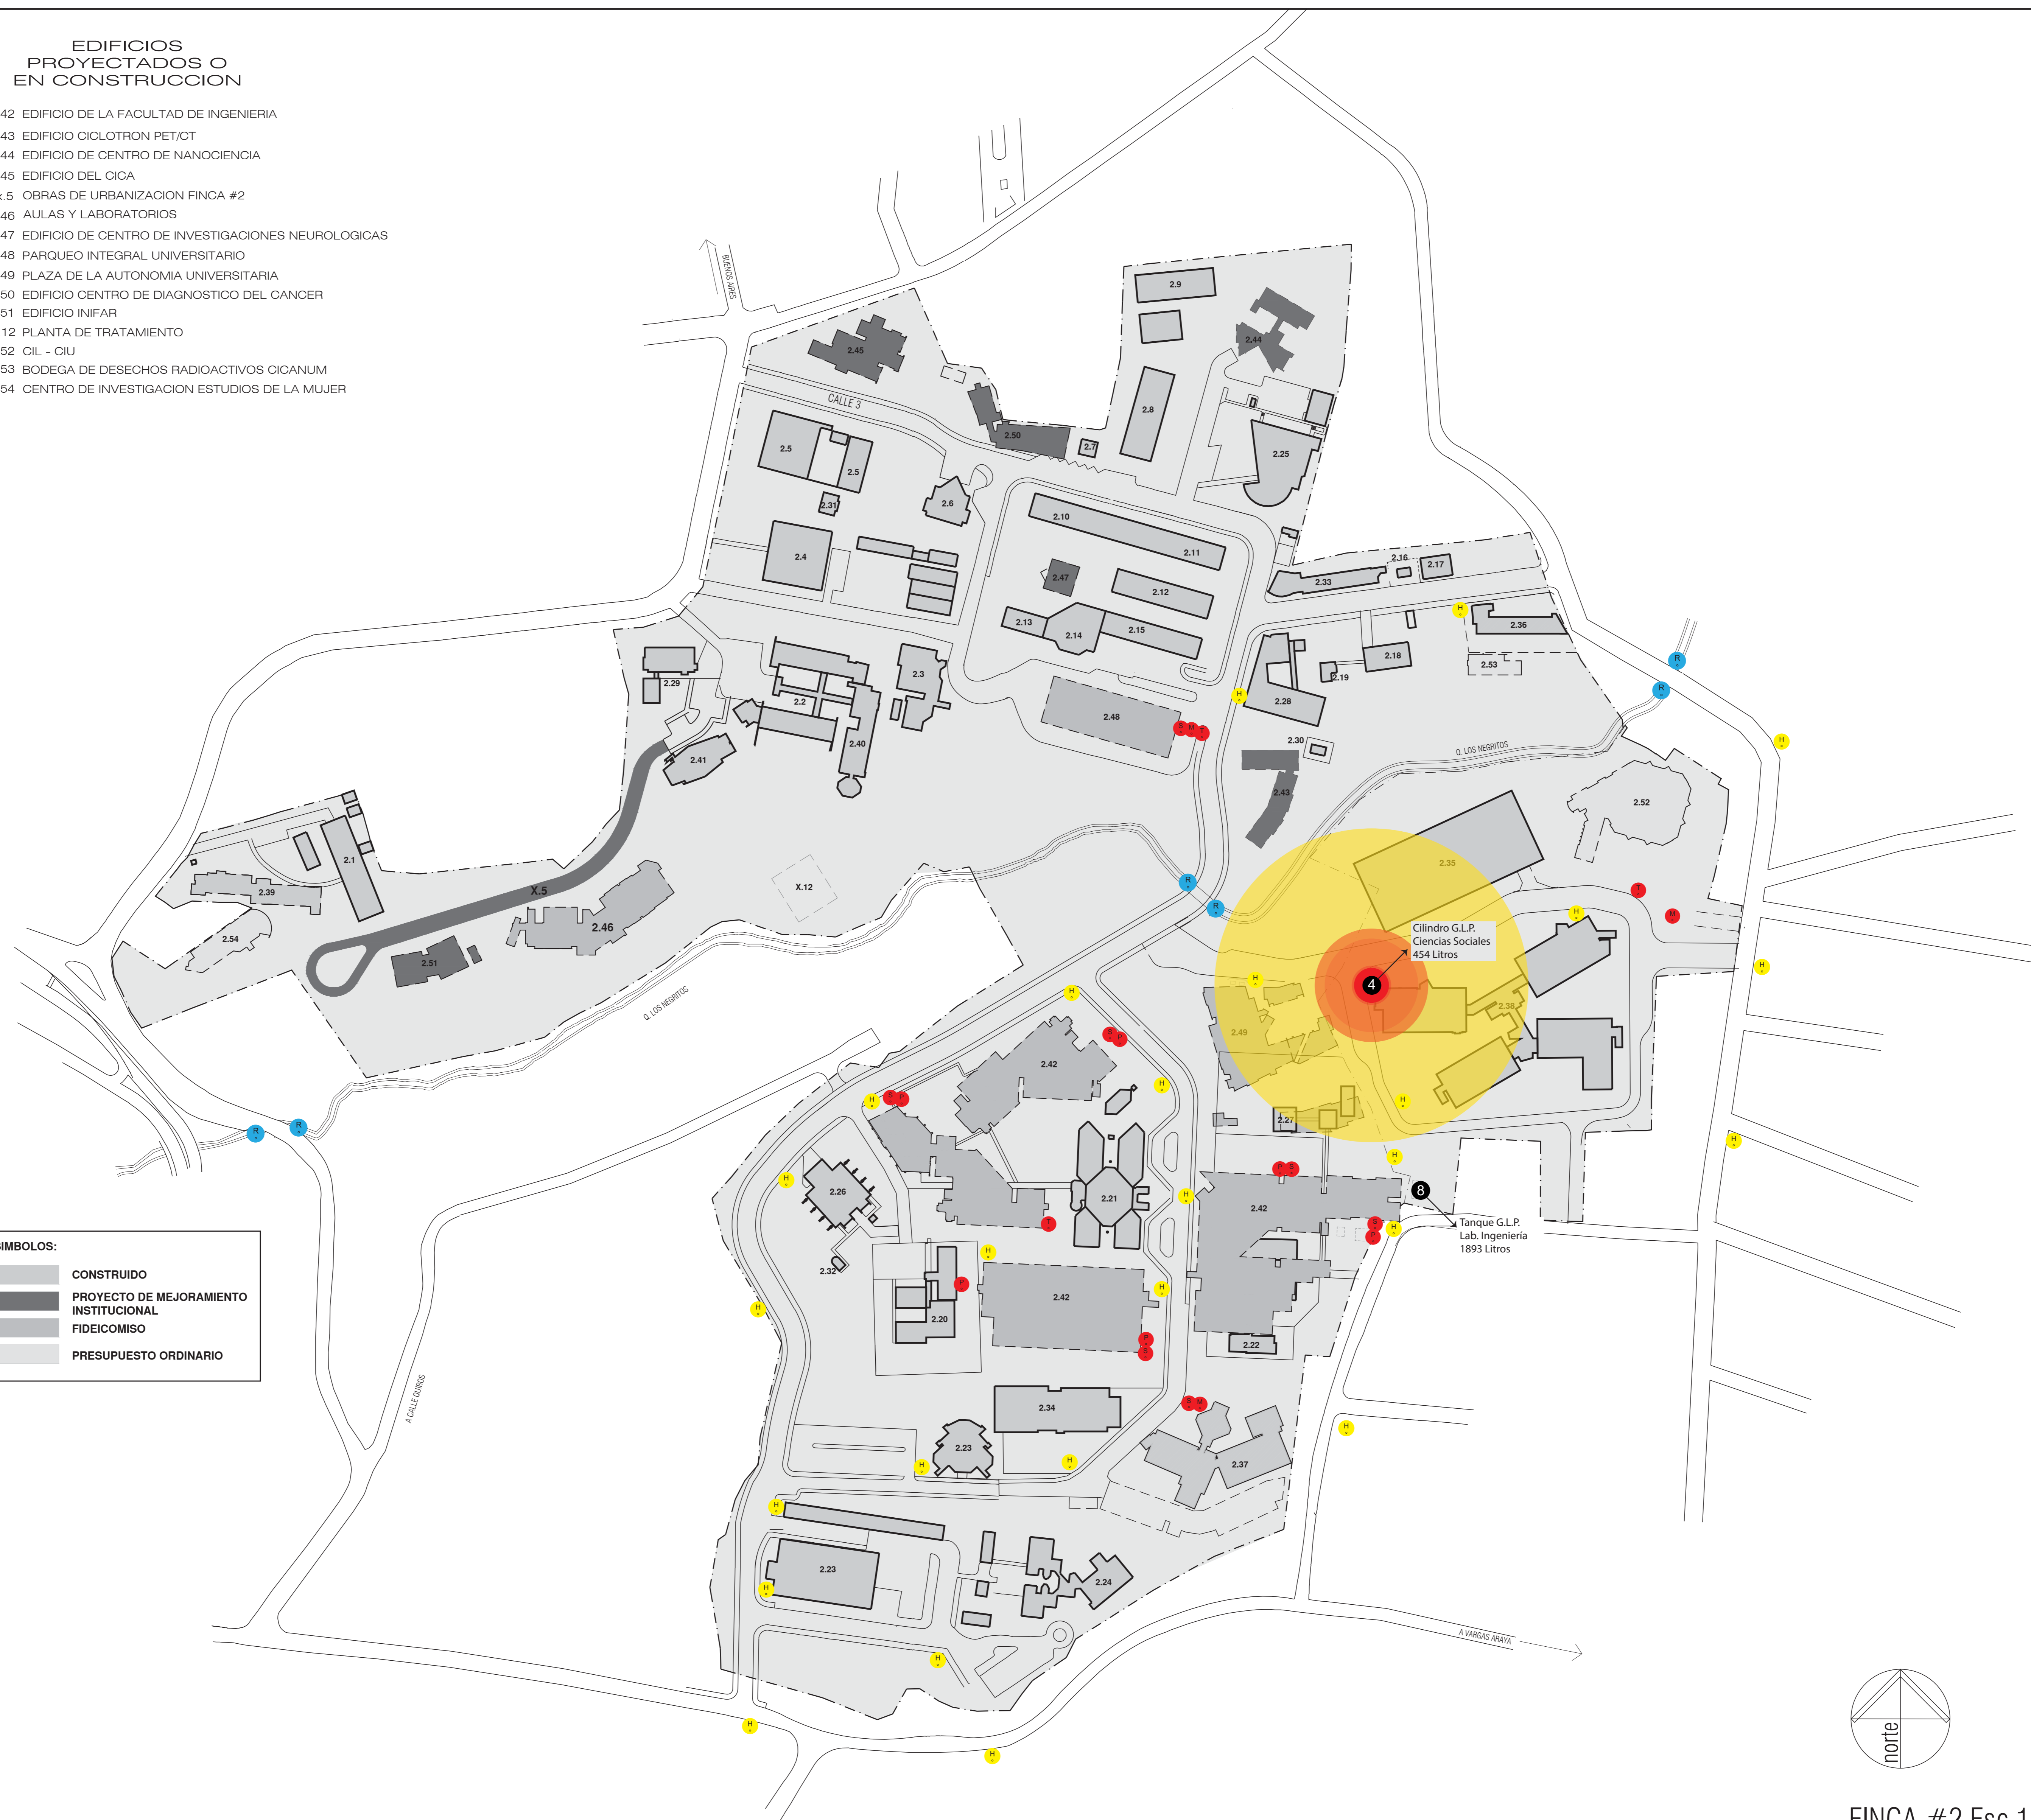 EDIFICIOS
PROYECTADOS O
EN CONSTRUCCION
42 EDIFICIO DE LA FACULTAD DE INGENIERIA
43 EDIFICIO CICLOTRON PET/CT
44 EDIFICIO DE CENTRO DE NANOCIENCIA
45 EDIFICIO DEL CICA
x.5 OBRAS DE URBANIZACION FINCA #2
46 AULAS Y LABORATORIOS
47 EDIFICIO DE CENTRO DE INVESTIGACIONES NEUROLOGICAS
48 PARQUEO INTEGRAL UNIVERSITARIO
49 PLAZA DE LA AUTONOMIA UNIVERSITARIA
50 EDIFICIO CENTRO DE DIAGNOSTICO DEL CANCER
51 EDIFICIO INIFAR
12 PLANTA DE TRATAMIENTO
52 CIL - CIU
53 BODEGA DE DESECHOS RADIOACTIVOS CICANUM
54 CENTRO DE INVESTIGACION ESTUDIOS DE LA MUJER
BUENOS AIRES
2.9
2.44
2.45
CALLE 3
2.8
2.50
2.7
2.25
2.5
2.5
2.31
2.6
2.10
2.11
2.4
2.47
2.12
2.33
2.16
2.17
2.13
2.14
2.15
H
2.36
2.29
2.2
2.3
2.18
2.19
2.53
R
R
2.48
S M T
H
2.28
2.40
2.41
2.30
Q. LOS NEGRITOS
H
2.43
2.52
2.1
2.39
X.5
X.12
R
R
2.35
T
M
H
2.54
2.46
2.51
Cilindro G.L.P.
Ciencias Sociales
454 Litros
4
H
H
H
Q. LOS NEGRITOS
2.38
2.49
S P
2.42
H
H
S P
H
2.27
R
R
H
H
P S
H
2.26
2.21
H
2.42
8
Tanque G.L.P.
Lab. Ingeniería
1893 Litros
T
S
P
H
2.32
H
P
H
2.42
H
2.20
P
S
2.22
SIMBOLOS:
CONSTRUIDO
PROYECTO DE MEJORAMIENTO
INSTITUCIONAL
FIDEICOMISO
PRESUPUESTO ORDINARIO
A CALLE QUIROS
2.34
S M
H
2.23
H
H
2.37
H
2.23
H
2.24
H
A VARGAS ARAYA
H
H
norte